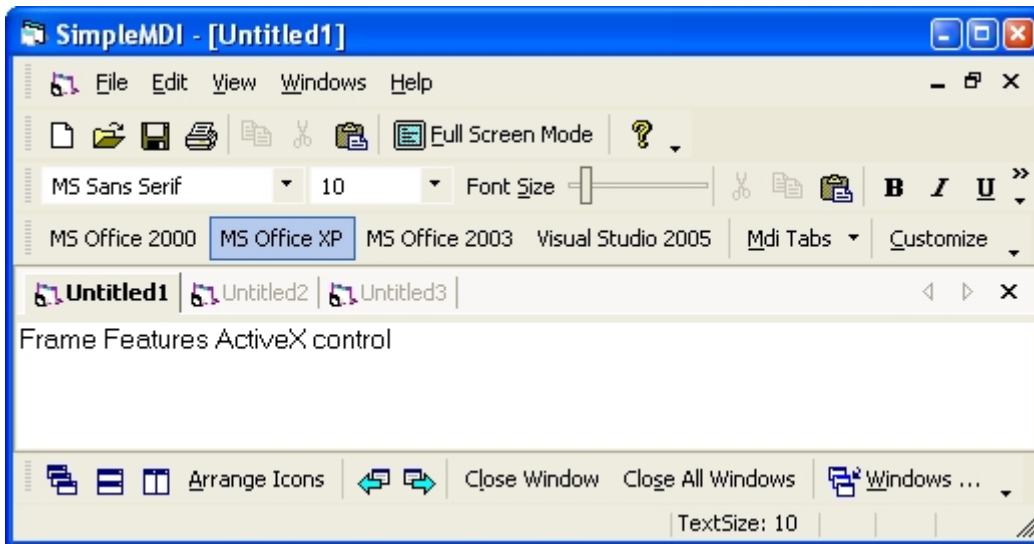 SimpleMDI - [Untitled1]
File Edit View Windows Help
Full Screen Mode
MS Sans Serif 10 Font Size B I U
MS Office 2000 MS Office XP MS Office 2003 Visual Studio 2005 Mdi Tabs Customize
Untitled1 Untitled2 Untitled3
Frame Features ActiveX control
Arrange Icons Close Window Close All Windows Windows ...
TextSize: 10